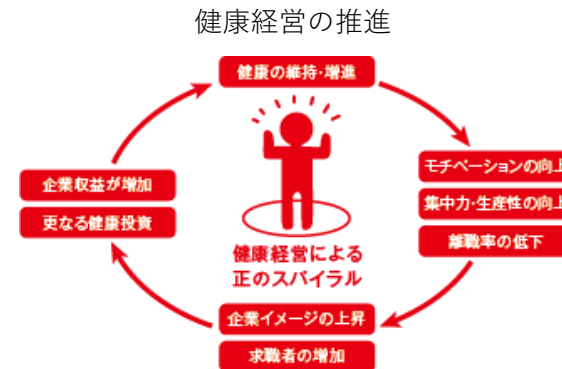 健康経営の推進
健康の維持・増進
モチベーションの向上
集中力・生産性の向上
離職率の低下
企業イメージの上昇
求職者の増加
企業収益が増加
更なる健康投資
健康経営による
正のスパイラル